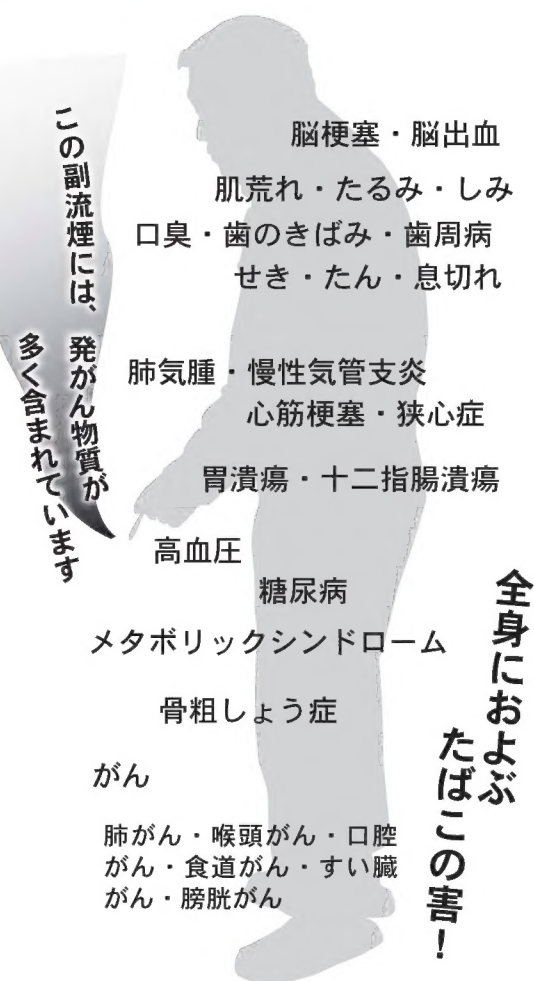 脳梗塞・脳出血
肌荒れ・たるみ・しみ
口臭・歯のきばみ・歯周病
せき・たん・息切れ
肺気腫・慢性気管支炎
心筋梗塞・狭心症
胃潰瘍・十二指腸潰瘍
高血圧
糖尿病
メタボリックシンドローム
骨粗しょう症
がん
肺がん・喉頭がん・口腔
がん・食道がん・すい臓
がん・膀胱がん
この副流煙には、発がん物質が
多く含まれています
全身におよぶ
たばこの害！